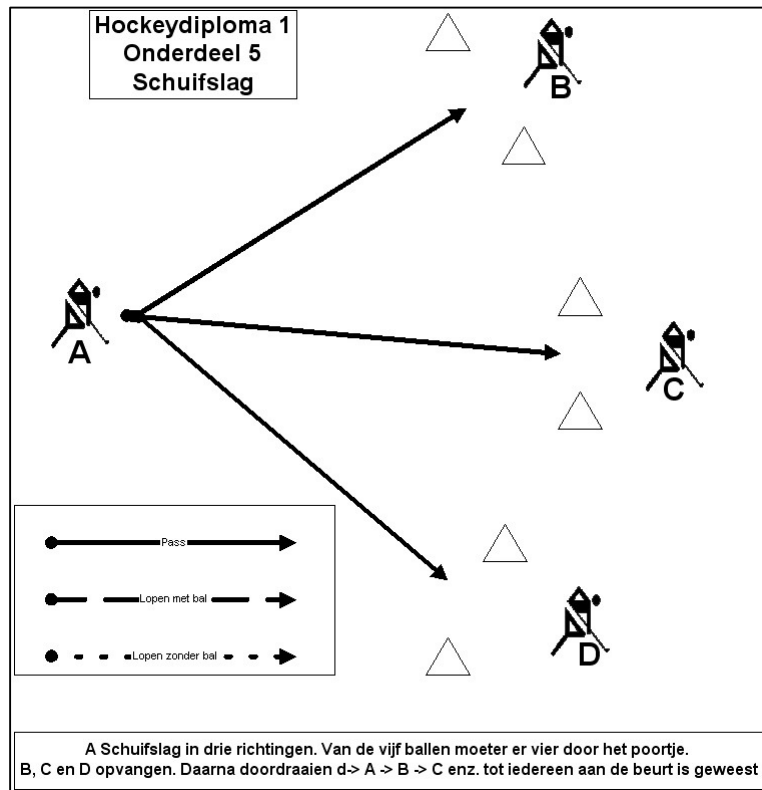 Hockeydiploma 1
Onderdeel 5
Schuifslag
B
A
C
Pass
Lopen met bal
Lopen zonder bal
D
A Schuifslag in drie richtingen. Van de vijf ballen moeter er vier door het poortje.
B, C en D opvangen. Daarna doordraaien d-> A -> B -> C enz. tot iedereen aan de beurt is geweest